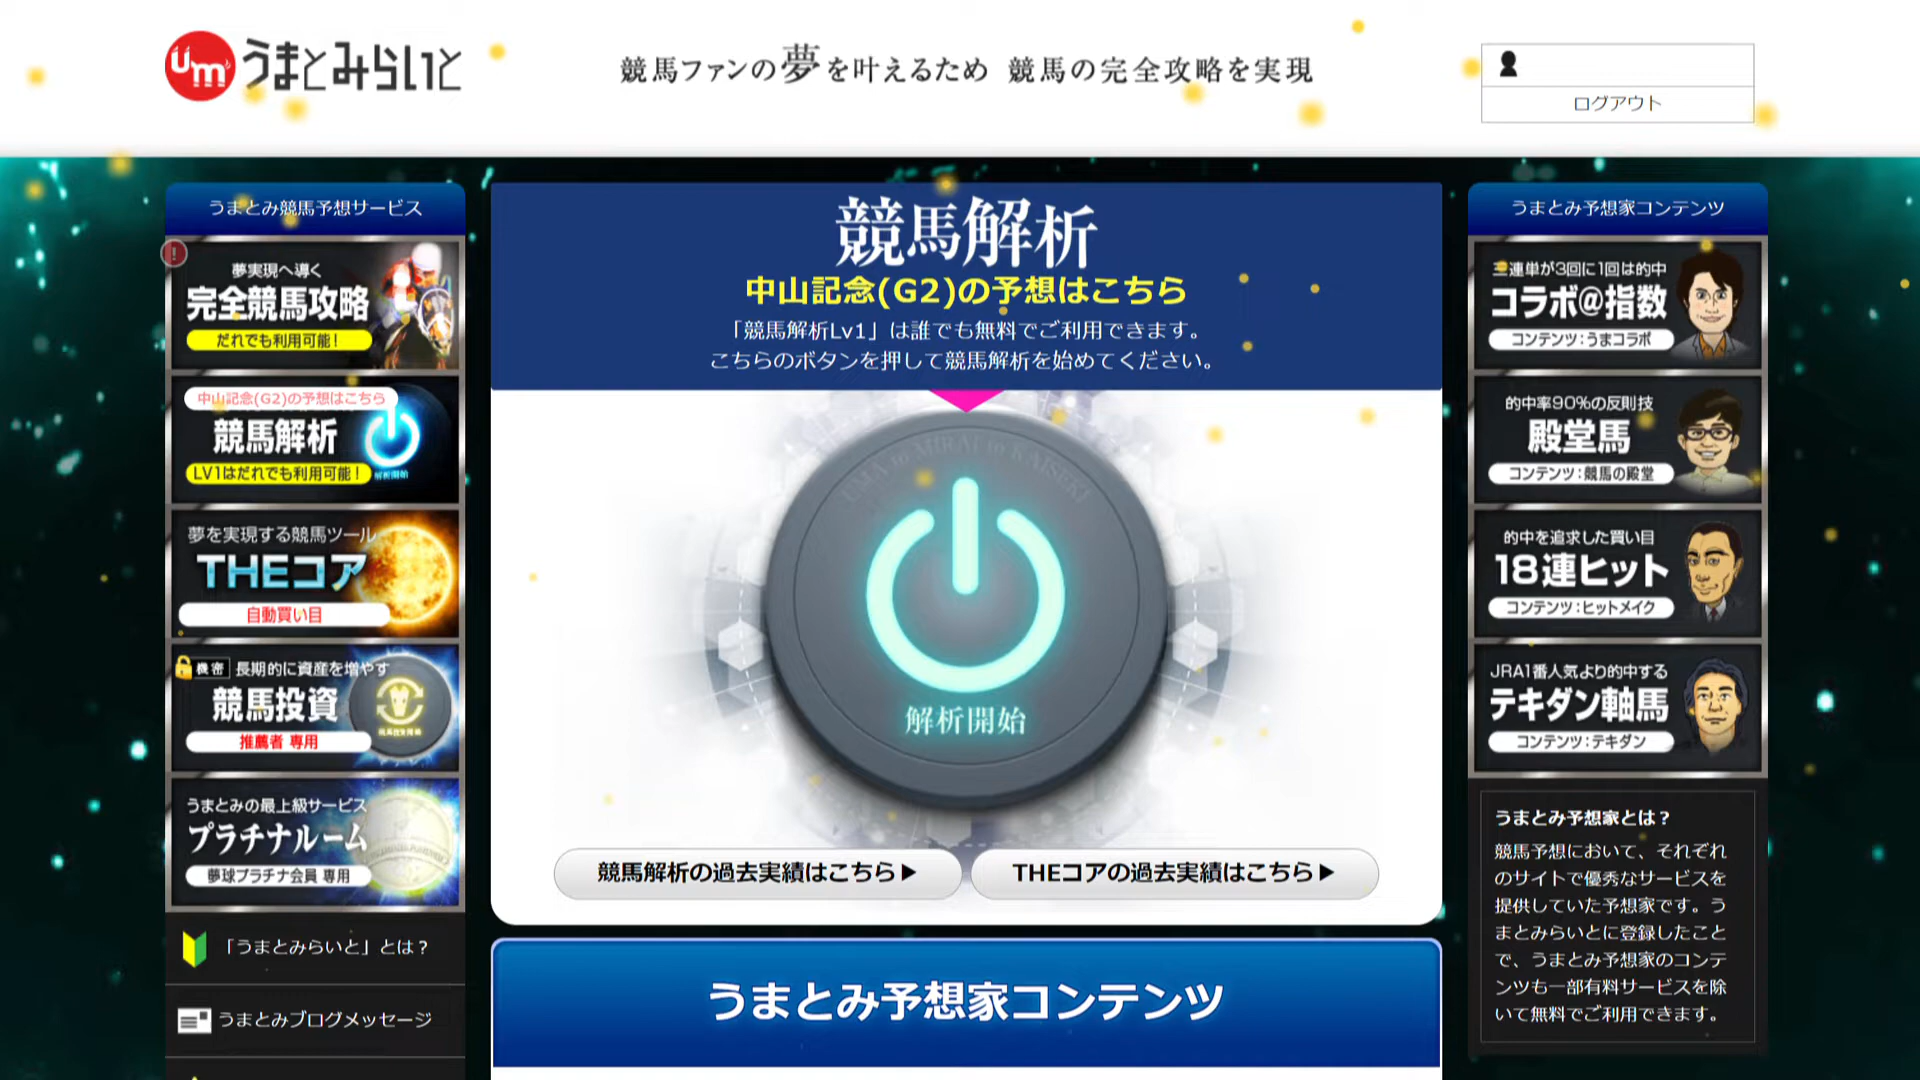 うまとみらいと
競馬ファンの夢を叶えるため 競馬の完全攻略を実現
ログアウト
うまとみ競馬予想サービス
夢実現へ導く
完全競馬攻略
だれでも利用可能！
中山記念(G2)の予想はこちら
競馬解析
LV1はだれでも利用可能！
解析開始
夢を実現する競馬ツール
THEコア
自動買い目
機密 長期的に資産を増やす
競馬投資
推薦者 専用
うまとみの最上級サービス
プラチナルーム
夢球プラチナ会員 専用
「うまとみらいと」とは？
うまとみブログメッセージ
競馬解析
中山記念(G2)の予想はこちら
「競馬解析Lv1」は誰でも無料でご利用できます。
こちらのボタンを押して競馬解析を始めてください。
UMA to MIRAI to KAISEKI
解析開始
競馬解析の過去実績はこちら▶
THEコアの過去実績はこちら▶
うまとみ予想家コンテンツ
うまとみ予想家コンテンツ
三連単が3回に1回は的中
コラボ@指数
コンテンツ：うまコラボ
的中率90%の反則技
殿堂馬
コンテンツ：競馬の殿堂
的中を追求した買い目
18連ヒット
コンテンツ：ヒットメイク
JRA1番人気より的中する
テキダン軸馬
コンテンツ：テキダン
うまとみ予想家とは？
競馬予想において、それぞれ
のサイトで優秀なサービスを
提供していた予想家です。う
まとみらいとに登録したこと
で、うまとみ予想家のコンテ
ンツも一部有料サービスを除
いて無料でご利用できます。